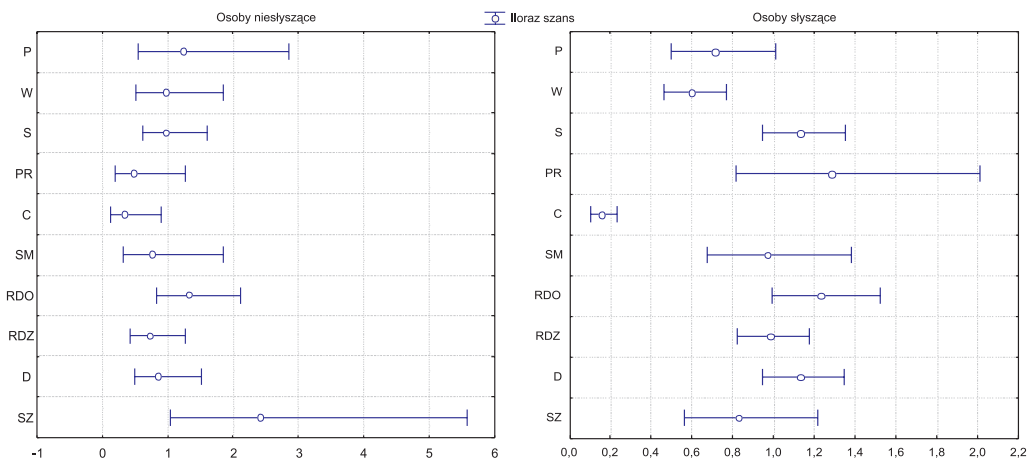 Osoby niesłyszące
Iloraz szans
Osoby słyszące
P
W
S
PR
C
SM
RDO
RDZ
D
SZ
-1 0 1 2 3 4 5 6
P
W
S
PR
C
SM
RDO
RDZ
D
SZ
0,0 0,2 0,4 0,6 0,8 1,0 1,2 1,4 1,6 1,8 2,0 2,2